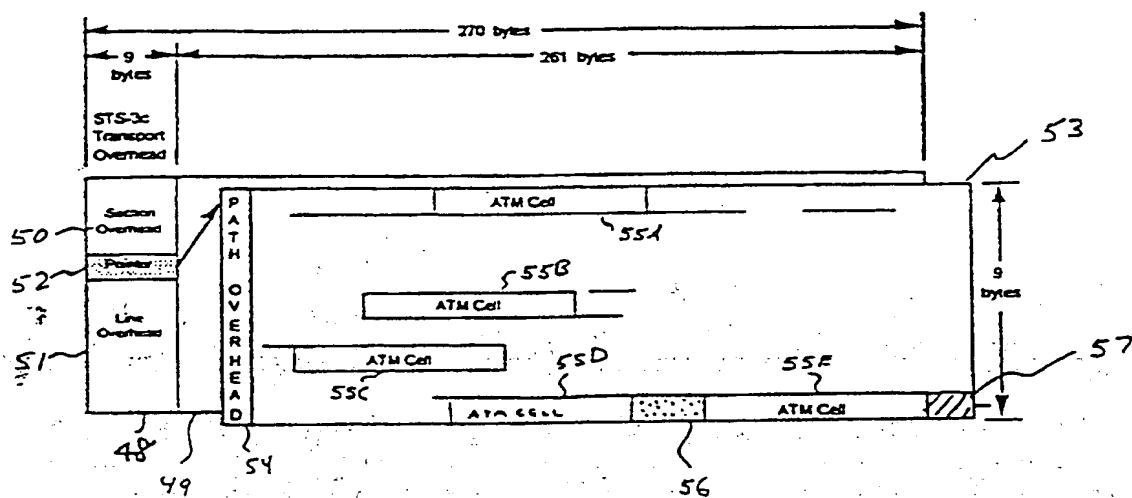 270 bytes
9
bytes
261 bytes
STS-3c
Transport
Overhead
53
Section
Overhead
50
Pointer
52
Line
Overhead
51
PATH OVERHEAD
ATM Cell
55A
55B
ATM Cell
9
bytes
ATM Cell
55C
55D
55E
57
ATM CELL
ATM Cell
48
49
54
56